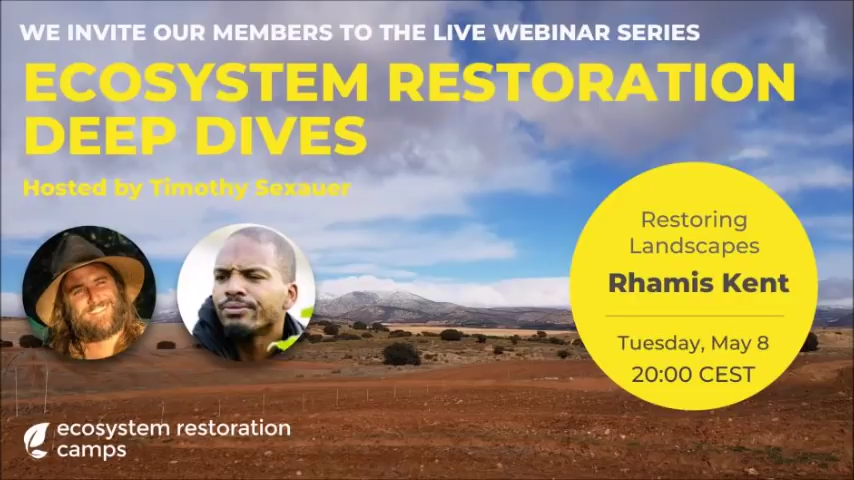 WE INVITE OUR MEMBERS TO THE LIVE WEBINAR SERIES
ECOSYSTEM RESTORATION
DEEP DIVES
Hosted by Timothy Sexauer
Restoring
Landscapes
Rhamis Kent
Tuesday, May 8
20:00 CEST
ecosystem restoration
camps